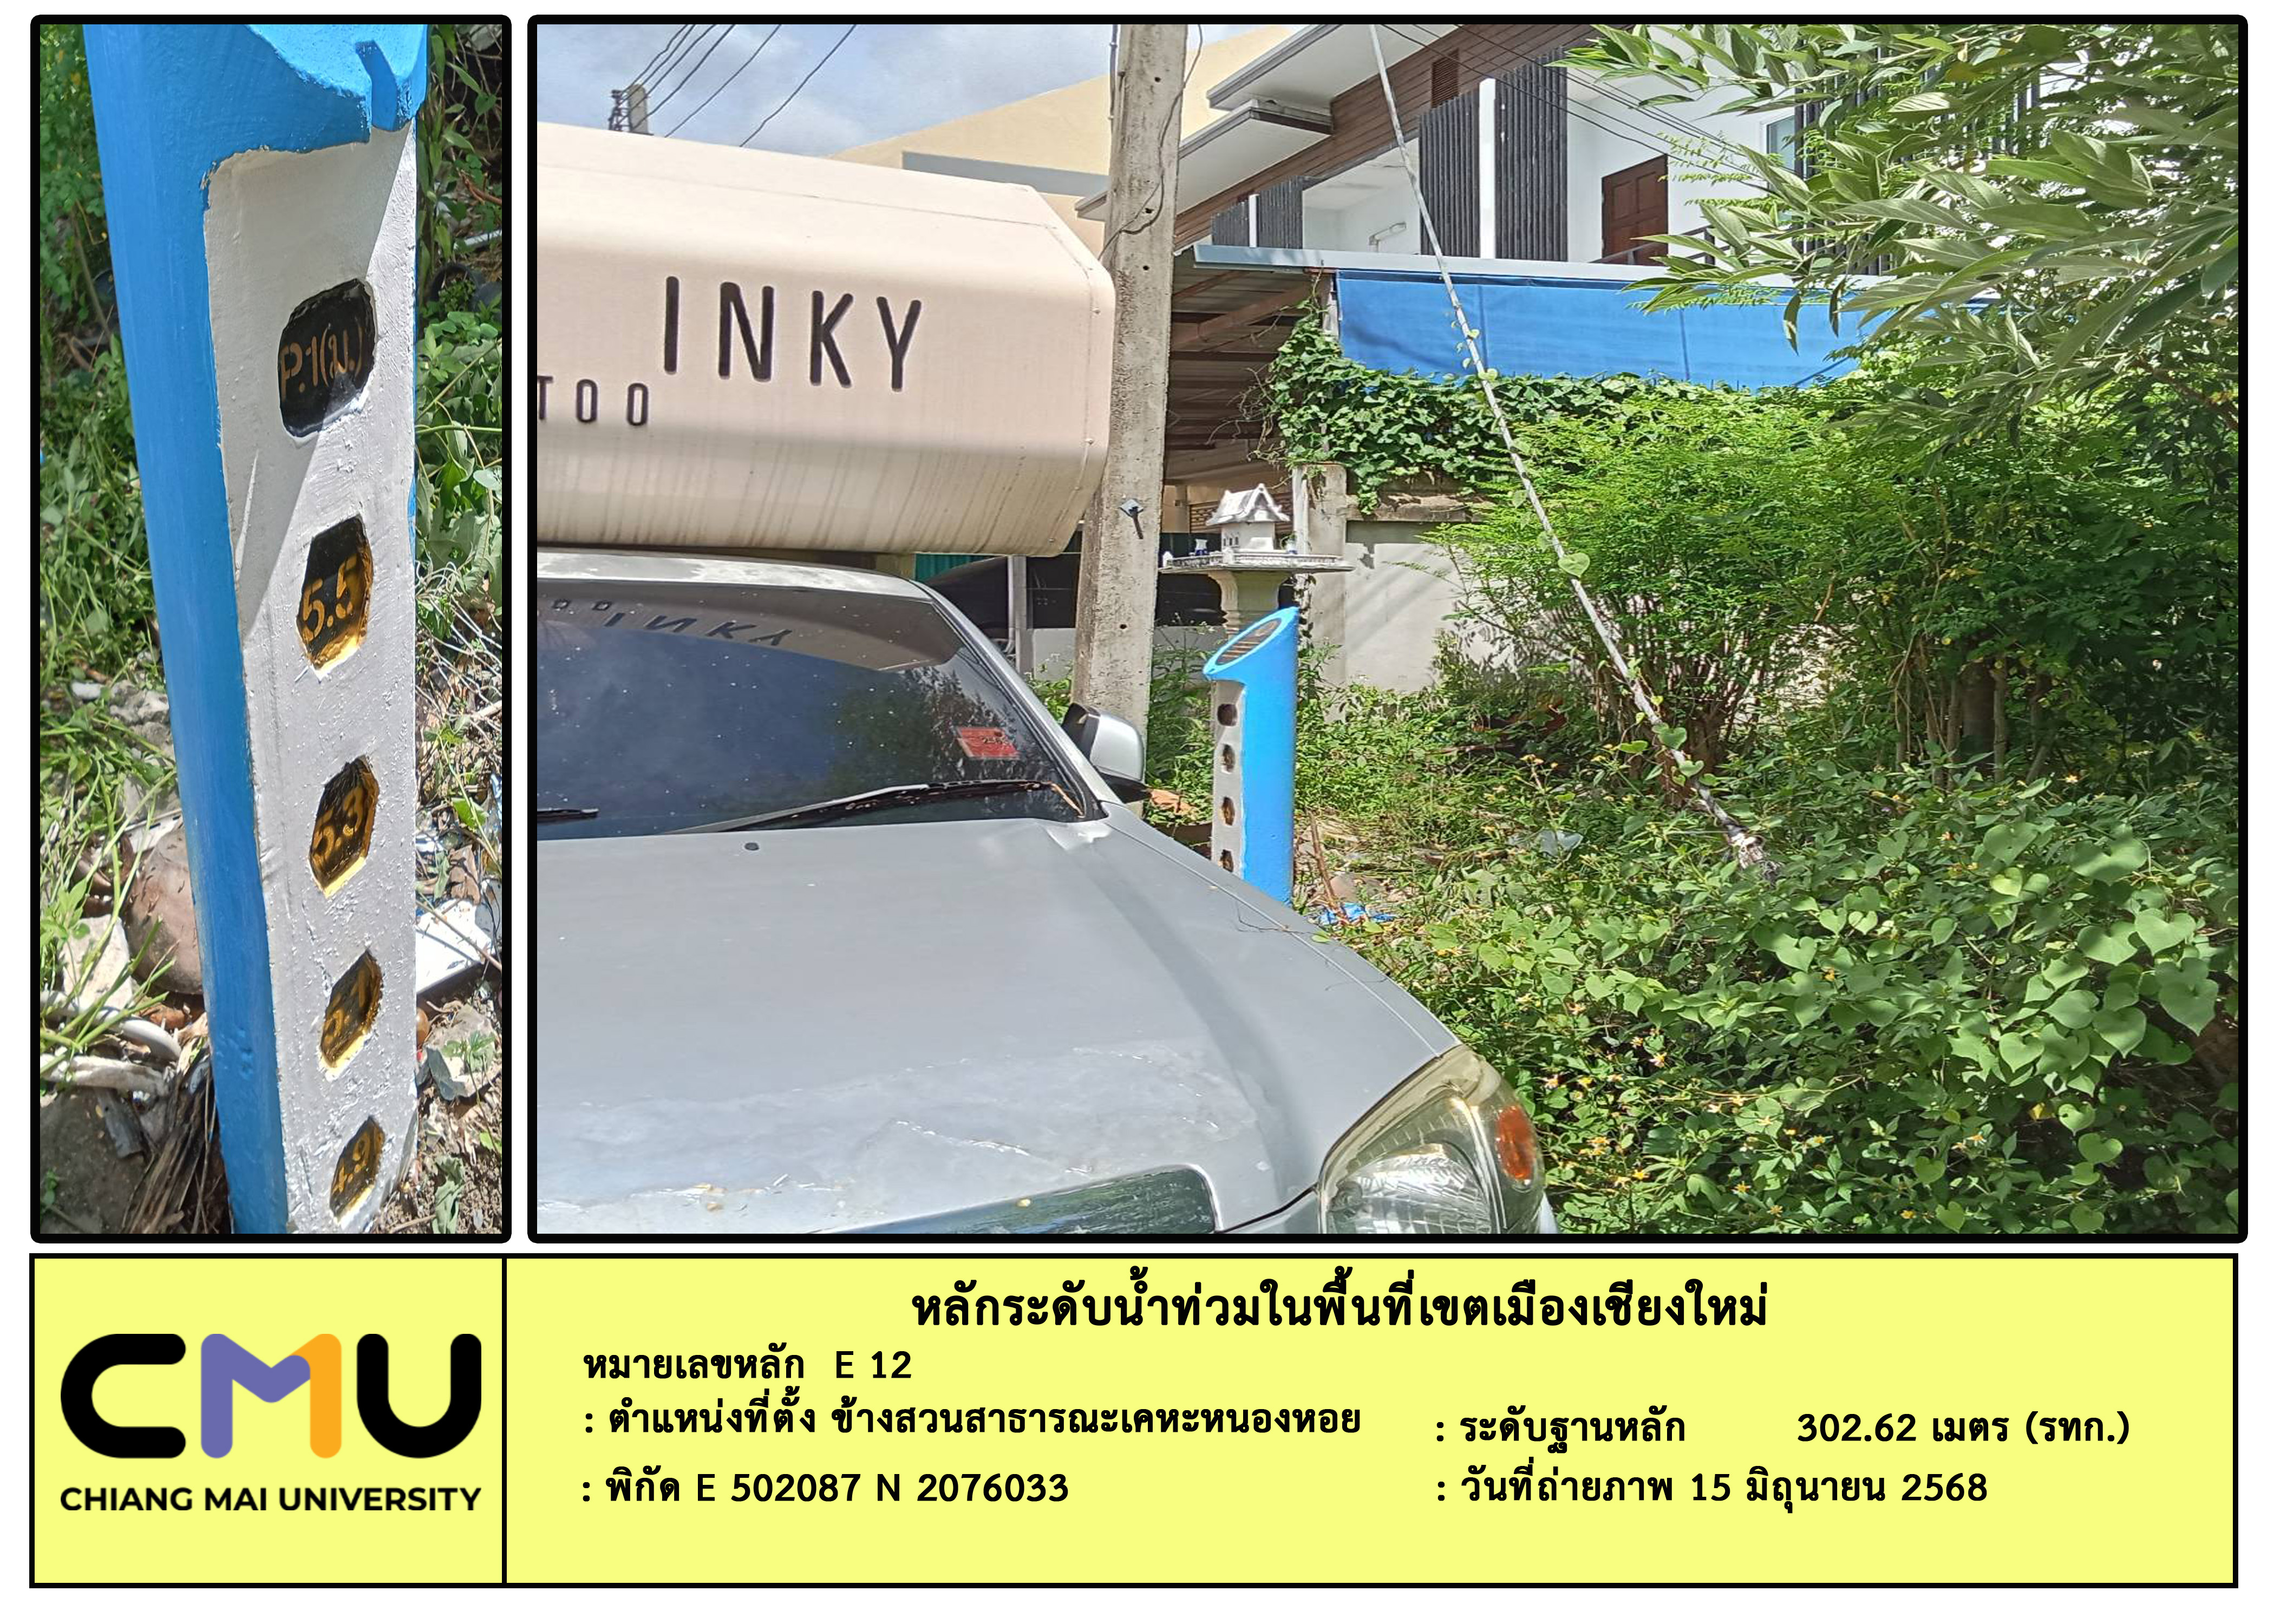 P.1(ม.)
5.5
5.3
5.1
4.9
INKY
TOO
INKY
CMU
CHIANG MAI UNIVERSITY
หลักระดับน้ำท่วมในพื้นที่เขตเมืองเชียงใหม่
หมายเลขหลัก E 12
: ตำแหน่งที่ตั้ง ข้างสวนสาธารณะเคหะหนองหอย
: ระดับฐานหลัก 302.62 เมตร (รทก.)
: พิกัด E 502087 N 2076033
: วันที่ถ่ายภาพ 15 มิถุนายน 2568